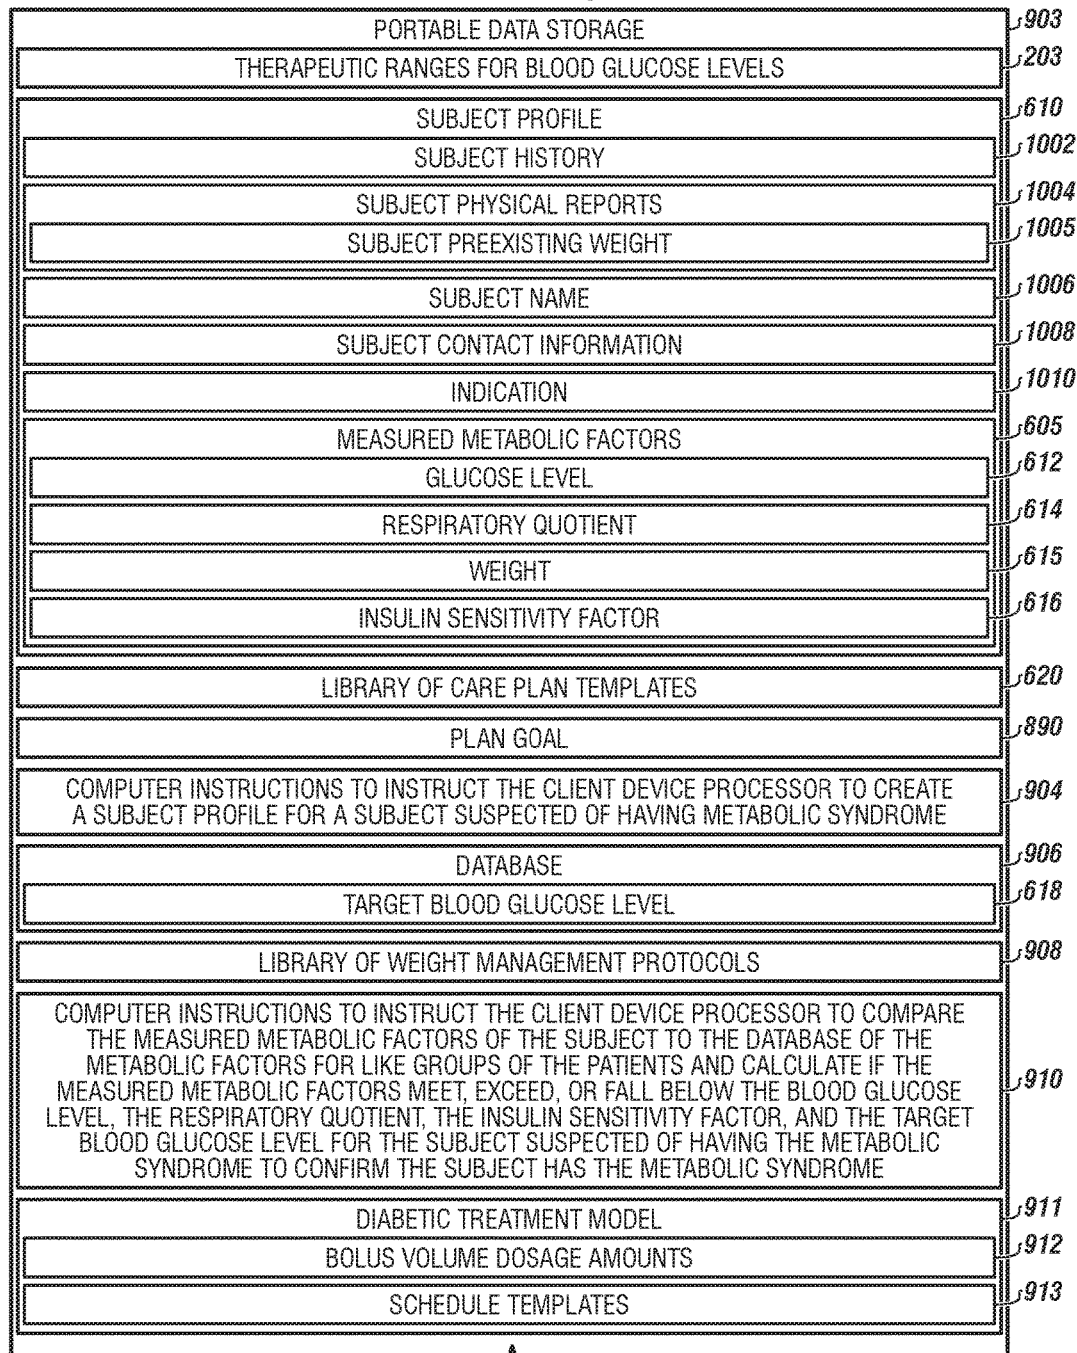 PORTABLE DATA STORAGE 903
THERAPEUTIC RANGES FOR BLOOD GLUCOSE LEVELS 203
SUBJECT PROFILE 610
SUBJECT HISTORY 1002
SUBJECT PHYSICAL REPORTS 1004
SUBJECT PREEXISTING WEIGHT 1005
SUBJECT NAME 1006
SUBJECT CONTACT INFORMATION 1008
INDICATION 1010
MEASURED METABOLIC FACTORS 605
GLUCOSE LEVEL 612
RESPIRATORY QUOTIENT 614
WEIGHT 615
INSULIN SENSITIVITY FACTOR 616
LIBRARY OF CARE PLAN TEMPLATES 620
PLAN GOAL 890
COMPUTER INSTRUCTIONS TO INSTRUCT THE CLIENT DEVICE PROCESSOR TO CREATE
A SUBJECT PROFILE FOR A SUBJECT SUSPECTED OF HAVING METABOLIC SYNDROME 904
DATABASE 906
TARGET BLOOD GLUCOSE LEVEL 618
LIBRARY OF WEIGHT MANAGEMENT PROTOCOLS 908
COMPUTER INSTRUCTIONS TO INSTRUCT THE CLIENT DEVICE PROCESSOR TO COMPARE
THE MEASURED METABOLIC FACTORS OF THE SUBJECT TO THE DATABASE OF THE
METABOLIC FACTORS FOR LIKE GROUPS OF THE PATIENTS AND CALCULATE IF THE
MEASURED METABOLIC FACTORS MEET, EXCEED, OR FALL BELOW THE BLOOD GLUCOSE 910
LEVEL, THE RESPIRATORY QUOTIENT, THE INSULIN SENSITIVITY FACTOR, AND THE TARGET
BLOOD GLUCOSE LEVEL FOR THE SUBJECT SUSPECTED OF HAVING THE METABOLIC
SYNDROME TO CONFIRM THE SUBJECT HAS THE METABOLIC SYNDROME
DIABETIC TREATMENT MODEL 911
BOLUS VOLUME DOSAGE AMOUNTS 912
SCHEDULE TEMPLATES 913